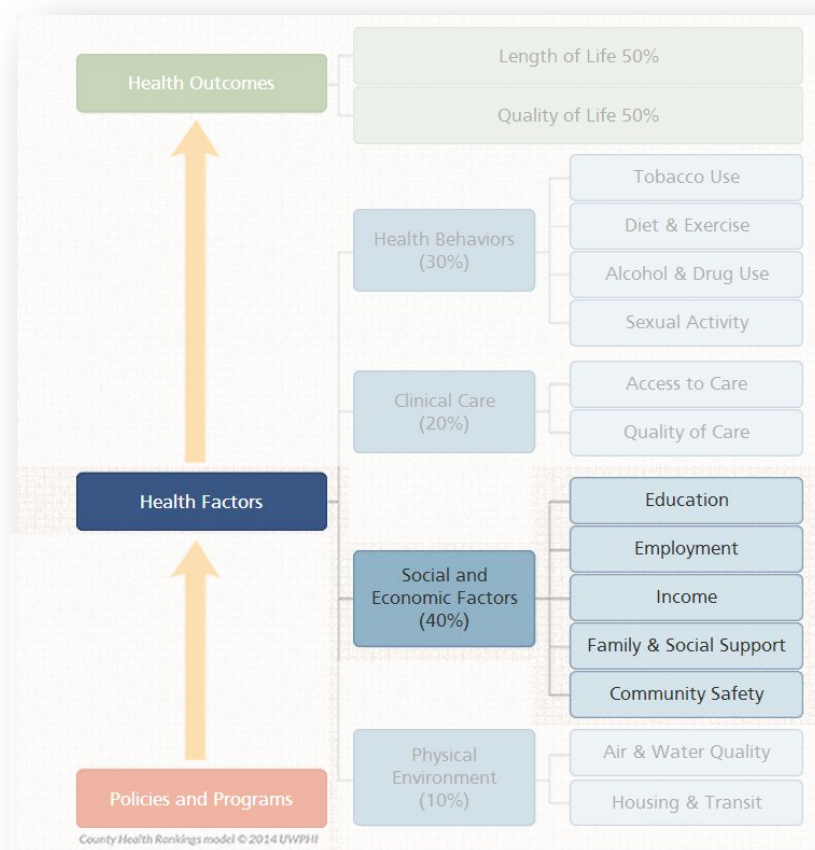 Health Outcomes
Length of Life 50%
Quality of Life 50%
Health Behaviors
(30%)
Tobacco Use
Diet & Exercise
Alcohol & Drug Use
Sexual Activity
Clinical Care
(20%)
Access to Care
Quality of Care
Health Factors
Social and
Economic Factors
(40%)
Education
Employment
Income
Family & Social Support
Community Safety
Physical
Environment
(10%)
Air & Water Quality
Housing & Transit
Policies and Programs
County Health Rankings model © 2014 UWPHI